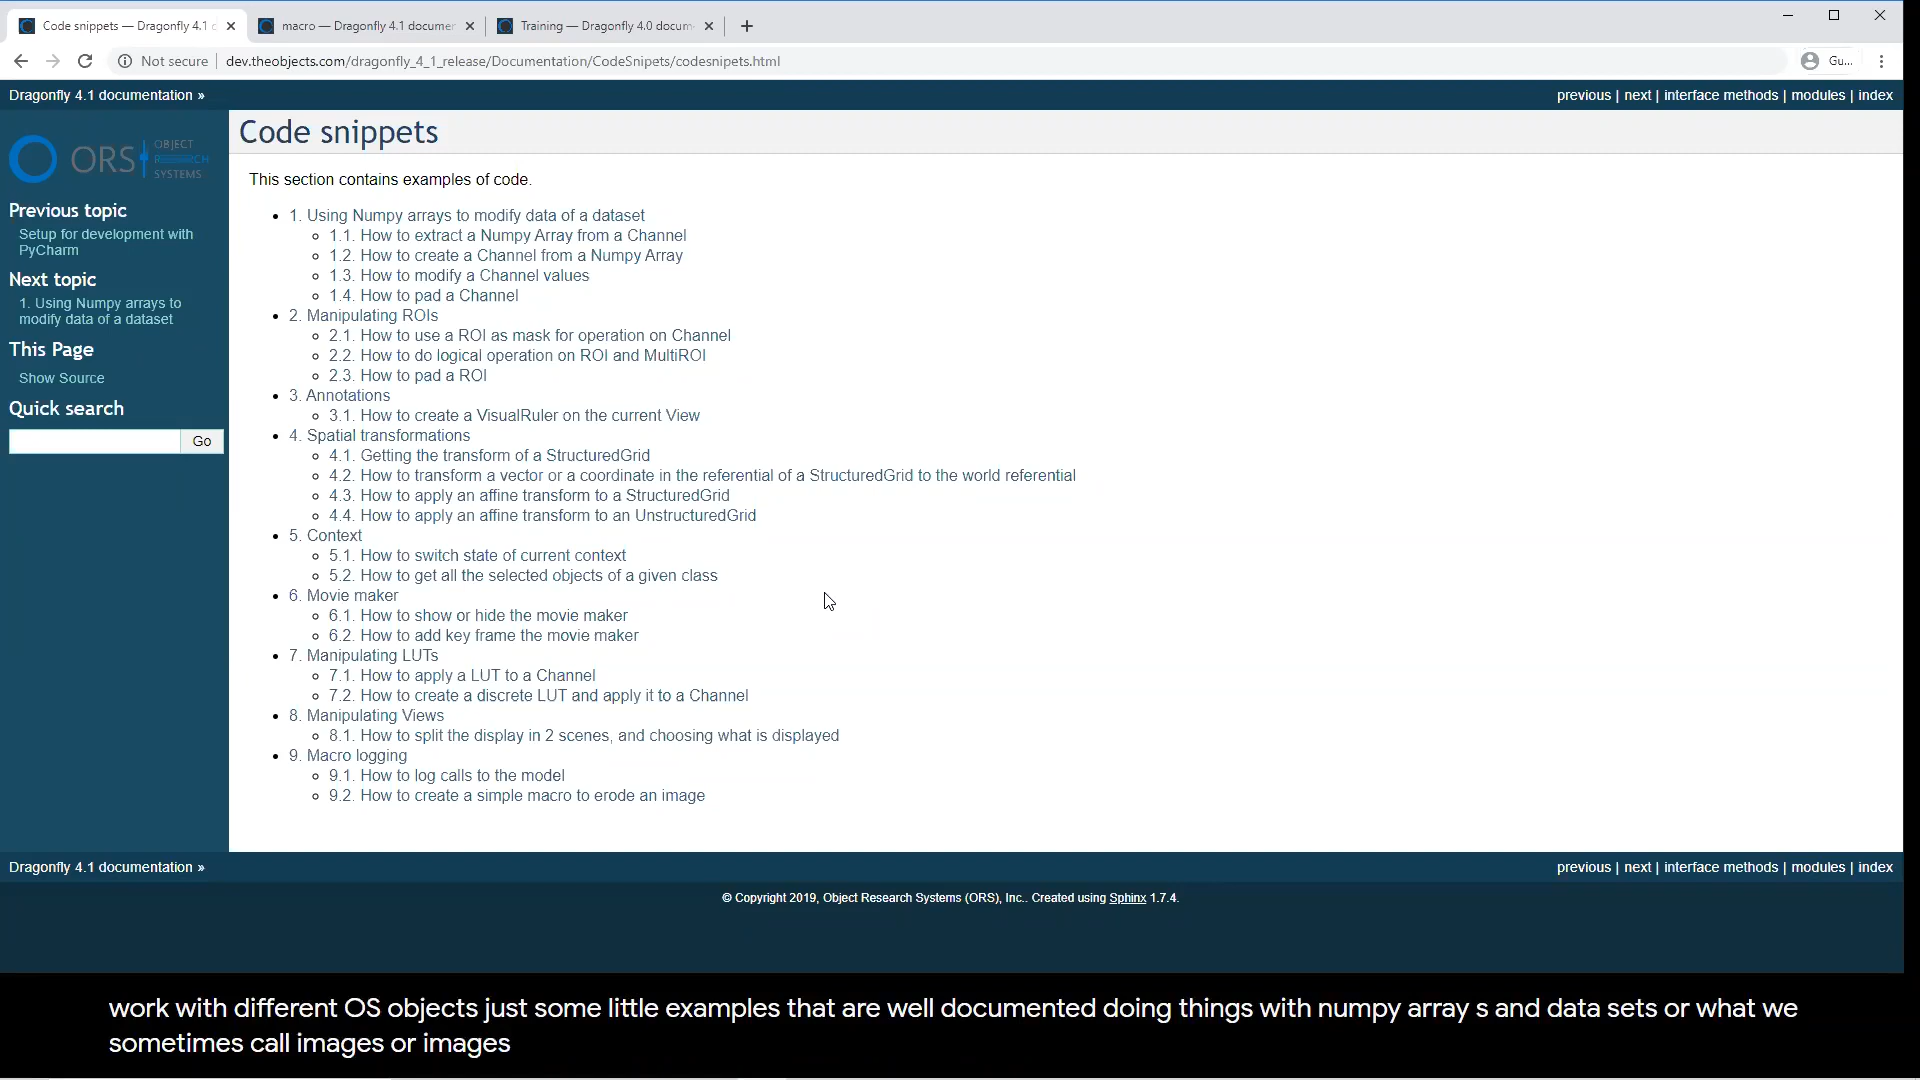 Code snippets — Dragonfly 4.1 c
macro — Dragonfly 4.1 documen
Training — Dragonfly 4.0 docum
Not secure
dev.theobjects.com/dragonfly_4_1_release/Documentation/CodeSnipets/codesnipets.html
Gu...
Dragonfly 4.1 documentation »
previous | next | interface methods | modules | index
ORS OBJECT RESEARCH SYSTEMS
Previous topic
Setup for development with
PyCharm
Next topic
1. Using Numpy arrays to
modify data of a dataset
This Page
Show Source
Quick search
Go
Code snippets
This section contains examples of code.
1. Using Numpy arrays to modify data of a dataset
1.1. How to extract a Numpy Array from a Channel
1.2. How to create a Channel from a Numpy Array
1.3. How to modify a Channel values
1.4. How to pad a Channel
2. Manipulating ROIs
2.1. How to use a ROI as mask for operation on Channel
2.2. How to do logical operation on ROI and MultiROI
2.3. How to pad a ROI
3. Annotations
3.1. How to create a VisualRuler on the current View
4. Spatial transformations
4.1. Getting the transform of a StructuredGrid
4.2. How to transform a vector or a coordinate in the referential of a StructuredGrid to the world referential
4.3. How to apply an affine transform to a StructuredGrid
4.4. How to apply an affine transform to an UnstructuredGrid
5. Context
5.1. How to switch state of current context
5.2. How to get all the selected objects of a given class
6. Movie maker
6.1. How to show or hide the movie maker
6.2. How to add key frame the movie maker
7. Manipulating LUTs
7.1. How to apply a LUT to a Channel
7.2. How to create a discrete LUT and apply it to a Channel
8. Manipulating Views
8.1. How to split the display in 2 scenes, and choosing what is displayed
9. Macro logging
9.1. How to log calls to the model
9.2. How to create a simple macro to erode an image
Dragonfly 4.1 documentation »
previous | next | interface methods | modules | index
© Copyright 2019, Object Research Systems (ORS), Inc.. Created using Sphinx 1.7.4.
work with different OS objects just some little examples that are well documented doing things with numpy array s and data sets or what we
sometimes call images or images